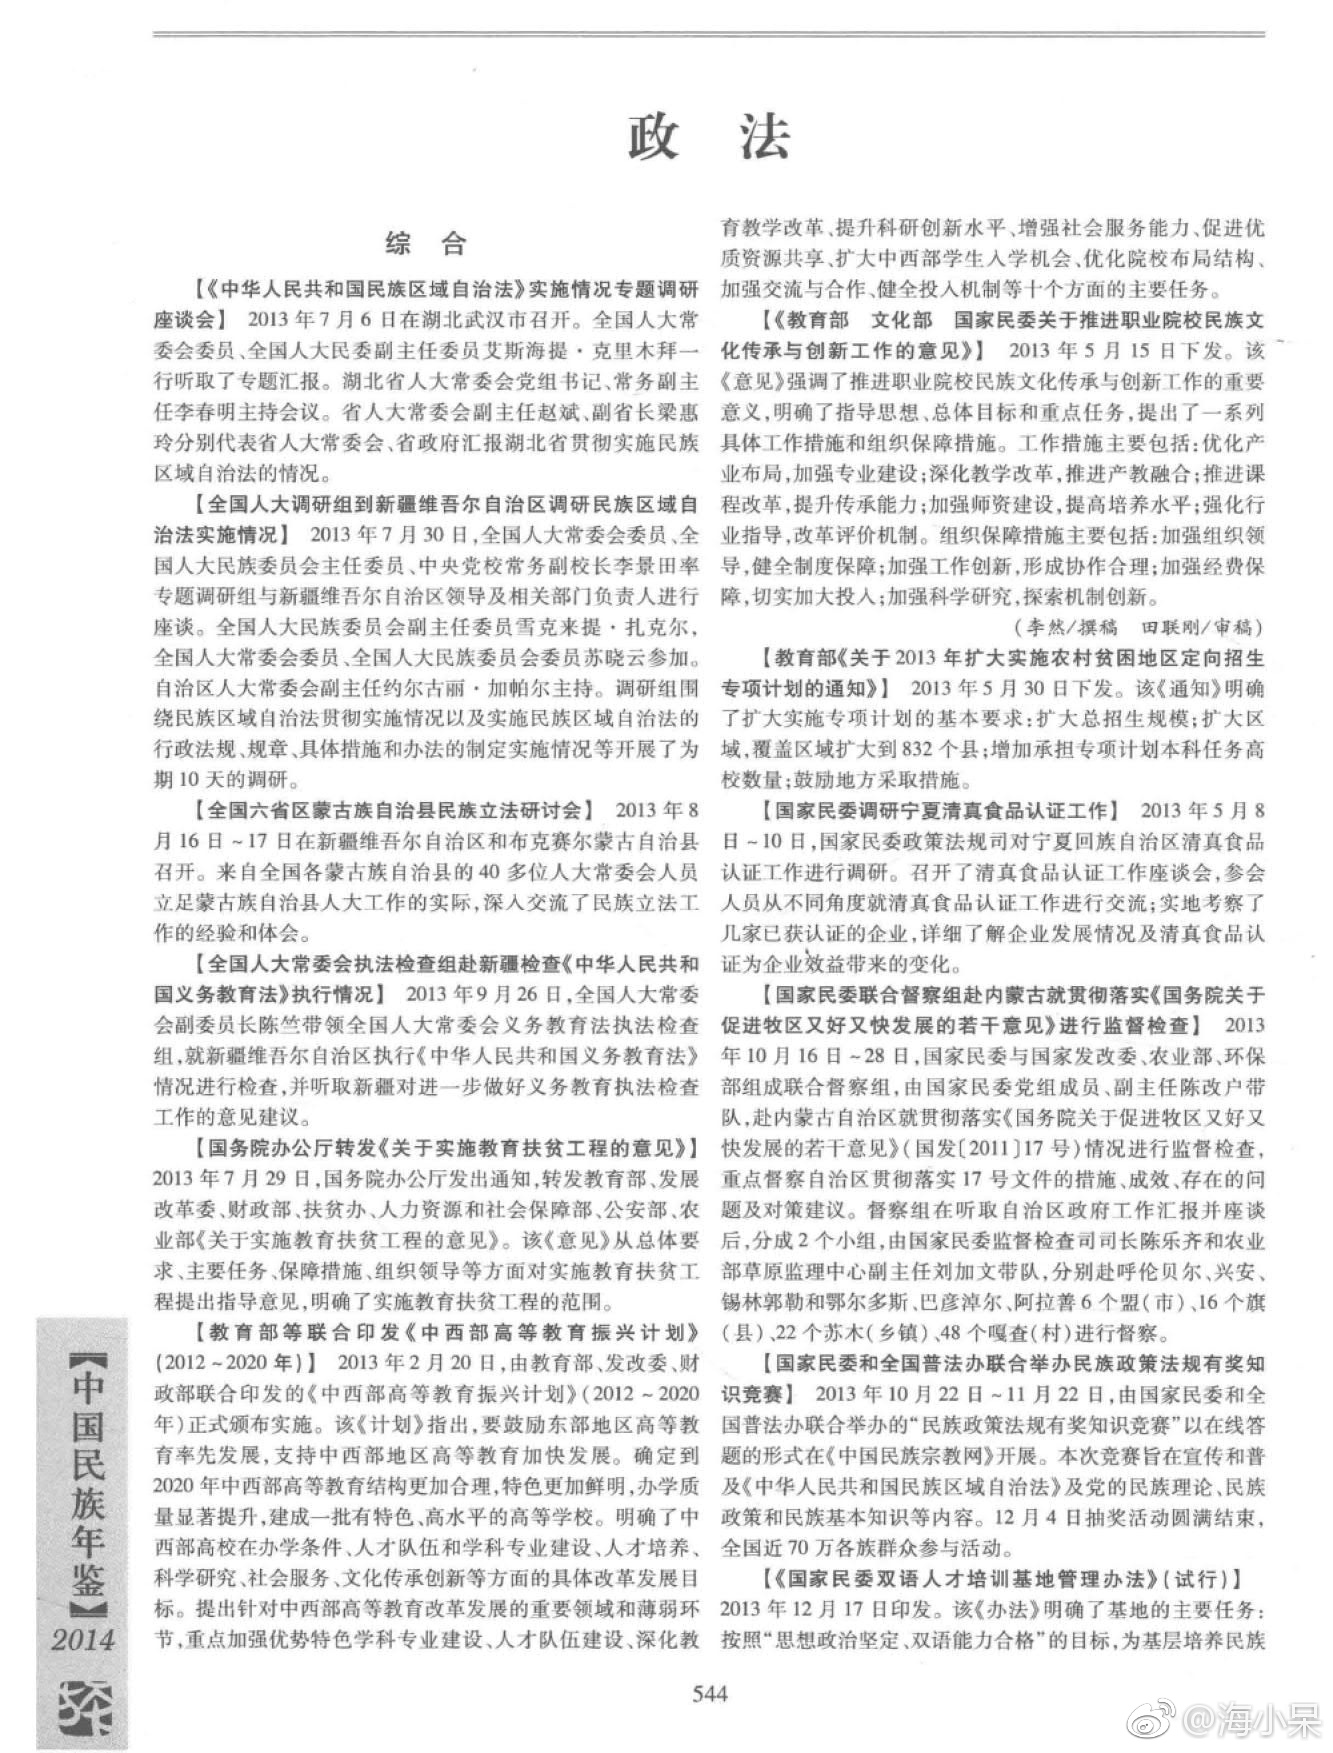 政 法
综 合
【《中华人民共和国民族区域自治法》实施情况专题调研
座谈会】 2013年7月6日在湖北武汉市召开。全国人大常
委会委员、全国人大民委副主任委员艾斯海提·克里木拜一
行听取了专题汇报。湖北省人大常委会党组书记、常务副主
任李春明主持会议。省人大常委会副主任赵斌、副省长梁惠
玲分别代表省人大常委会、省政府汇报湖北省贯彻实施民族
区域自治法的情况。
【全国人大调研组到新疆维吾尔自治区调研民族区域自
治法实施情况】 2013年7月30日,全国人大常委会委员、全
国人大民族委员会主任委员、中央党校常务副校长李景田率
专题调研组与新疆维吾尔自治区领导及相关部门负责人进行
座谈。全国人大民族委员会副主任委员雪克来提·扎克尔,
全国人大常委会委员、全国人大民族委员会委员苏晓云参加。
自治区人大常委会副主任约尔古丽·加帕尔主持。调研组围
绕民族区域自治法贯彻实施情况以及实施民族区域自治法的
行政法规、规章、具体措施和办法的制定实施情况等开展了为
期10天的调研。
【全国六省区蒙古族自治县民族立法研讨会】 2013年8
月16日~17日在新疆维吾尔自治区和布克赛尔蒙古自治县
召开。来自全国各蒙古族自治县的40多位人大常委会人员
立足蒙古族自治县人大工作的实际,深入交流了民族立法工
作的经验和体会。
【全国人大常委会执法检查组赴新疆检查《中华人民共和
国义务教育法》执行情况】 2013年9月26日,全国人大常委
会副委员长陈竺带领全国人大常委会义务教育法执法检查
组,就新疆维吾尔自治区执行《中华人民共和国义务教育法》
情况进行检查,并听取新疆对进一步做好义务教育执法检查
工作的意见建议。
【国务院办公厅转发《关于实施教育扶贫工程的意见》】
2013年7月29日,国务院办公厅发出通知,转发教育部、发展
改革委、财政部、扶贫办、人力资源和社会保障部、公安部、农
业部《关于实施教育扶贫工程的意见》。该《意见》从总体要
求、主要任务、保障措施、组织领导等方面对实施教育扶贫工
程提出指导意见,明确了实施教育扶贫工程的范围。
【教育部等联合印发《中西部高等教育振兴计划》
(2012~2020年)】 2013年2月20日,由教育部、发改委、财
政部联合印发的《中西部高等教育振兴计划》(2012~2020
年)正式颁布实施。该《计划》指出,要鼓励东部地区高等教
育率先发展,支持中西部地区高等教育加快发展。确定到
2020年中西部高等教育结构更加合理,特色更加鲜明,办学质
量显著提升,建成一批有特色、高水平的高等学校。明确了中
西部高校在办学条件、人才队伍和学科专业建设、人才培养、
科学研究、社会服务、文化传承创新等方面的具体改革发展目
标。提出针对中西部高等教育改革发展的重要领域和薄弱环
节,重点加强优势特色学科专业建设、人才队伍建设、深化教
育教学改革、提升科研创新水平、增强社会服务能力、促进优
质资源共享、扩大中西部学生入学机会、优化院校布局结构、
加强交流与合作、健全投入机制等十个方面的主要任务。
【《教育部 文化部 国家民委关于推进职业院校民族文
化传承与创新工作的意见》】 2013年5月15日下发。该
《意见》强调了推进职业院校民族文化传承与创新工作的重要
意义,明确了指导思想、总体目标和重点任务,提出了一系列
具体工作措施和组织保障措施。工作措施主要包括:优化产
业布局,加强专业建设;深化教学改革,推进产教融合;推进课
程改革,提升传承能力;加强师资建设,提高培养水平;强化行
业指导,改革评价机制。组织保障措施主要包括:加强组织领
导,健全制度保障;加强工作创新,形成协作合理;加强经费保
障,切实加大投入;加强科学研究,探索机制创新。
(李然/撰稿 田联刚/审稿)
【教育部《关于2013年扩大实施农村贫困地区定向招生
专项计划的通知》】 2013年5月30日下发。该《通知》明确
了扩大实施专项计划的基本要求:扩大总招生规模;扩大区
域,覆盖区域扩大到832个县;增加承担专项计划本科任务高
校数量;鼓励地方采取措施。
【国家民委调研宁夏清真食品认证工作】 2013年5月8
日~10日,国家民委政策法规司对宁夏回族自治区清真食品
认证工作进行调研。召开了清真食品认证工作座谈会,参会
人员从不同角度就清真食品认证工作进行交流;实地考察了
几家已获认证的企业,详细了解企业发展情况及清真食品认
证为企业效益带来的变化。
【国家民委联合督察组赴内蒙古就贯彻落实《国务院关于
促进牧区又好又快发展的若干意见》进行监督检查】 2013
年10月16日~28日,国家民委与国家发改委、农业部、环保
部组成联合督察组,由国家民委党组成员、副主任陈改户带
队,赴内蒙古自治区就贯彻落实《国务院关于促进牧区又好又
快发展的若干意见》(国发〔2011〕17号)情况进行监督检查,
重点督察自治区贯彻落实17号文件的措施、成效、存在的问
题及对策建议。督察组在听取自治区政府工作汇报并座谈
后,分成2个小组,由国家民委监督检查司司长陈乐齐和农业
部草原监理中心副主任刘加文带队,分别赴呼伦贝尔、兴安、
锡林郭勒和鄂尔多斯、巴彦淖尔、阿拉善6个盟(市)、16个旗
(县)、22个苏木(乡镇)、48个嘎查(村)进行督察。
【国家民委和全国普法办联合举办民族政策法规有奖知
识竞赛】 2013年10月22日~11月22日,由国家民委和全
国普法办联合举办的“民族政策法规有奖知识竞赛”以在线答
题的形式在《中国民族宗教网》开展。本次竞赛旨在宣传和普
及《中华人民共和国民族区域自治法》及党的民族理论、民族
政策和民族基本知识等内容。12月4日抽奖活动圆满结束,
全国近70万各族群众参与活动。
【《国家民委双语人才培训基地管理办法》(试行)】
2013年12月17日印发。该《办法》明确了基地的主要任务:
按照“思想政治坚定、双语能力合格”的目标,为基层培养民族
【中国民族年鉴】
2014
544
@海小呆